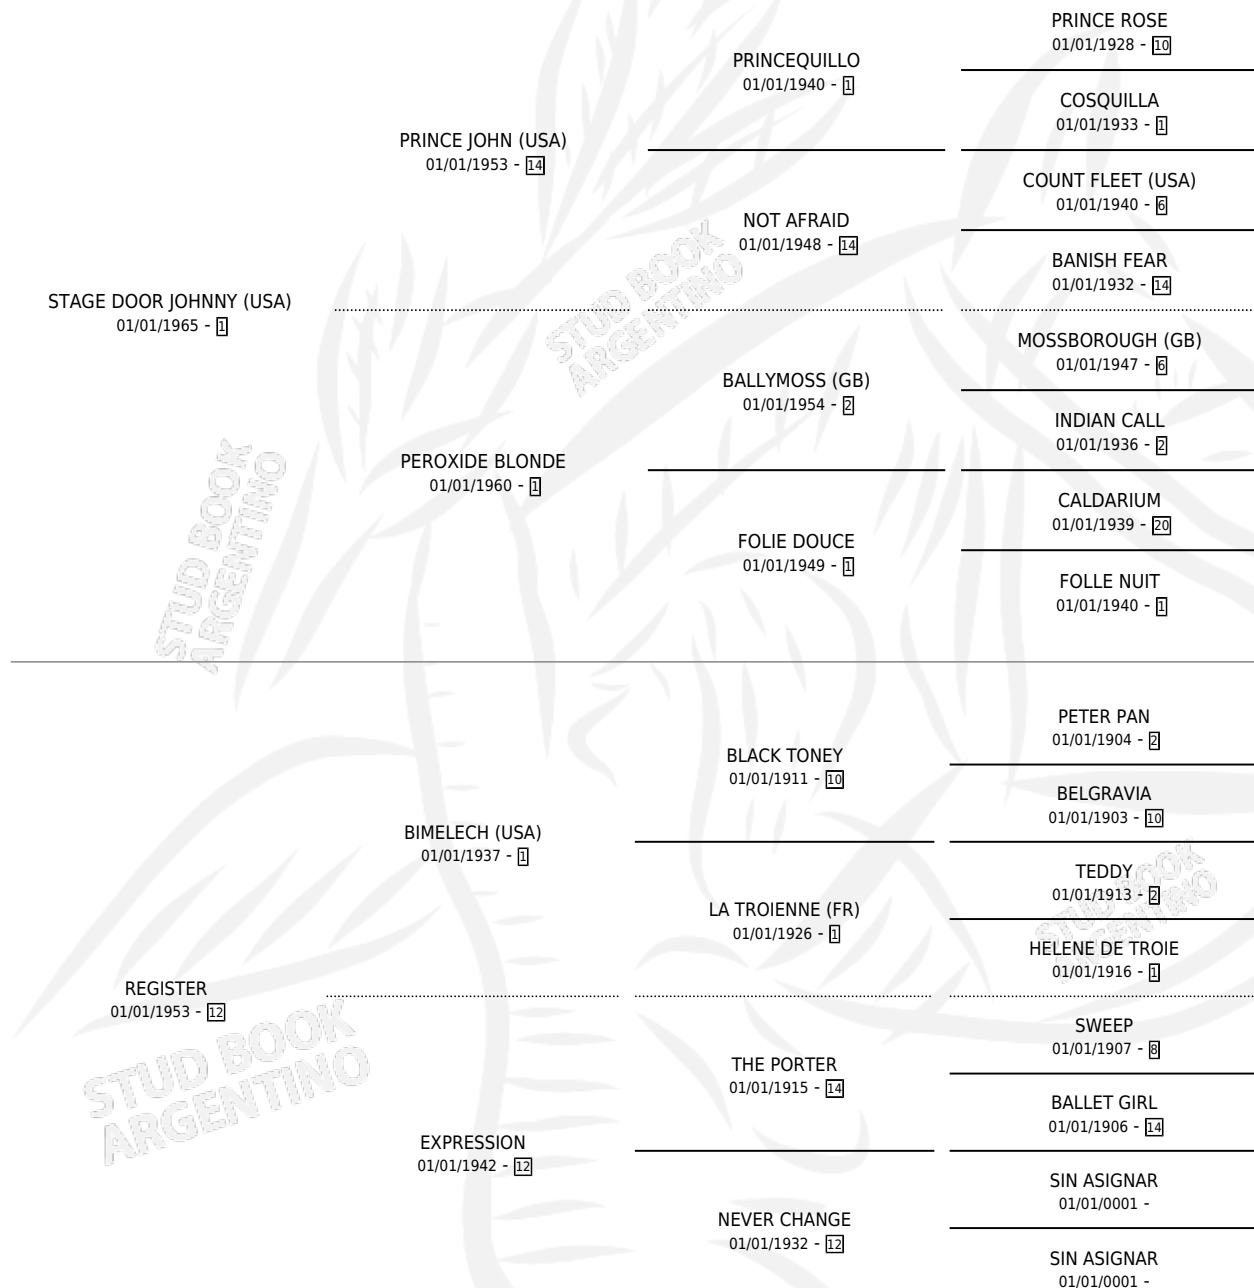 PRINCE ROSE
01/01/1928 - 10
PRINCEQUILLO
01/01/1940 - 1
COSQUILLA
01/01/1933 - 1
PRINCE JOHN (USA)
01/01/1953 - 14
COUNT FLEET (USA)
01/01/1940 - 6
NOT AFRAID
01/01/1948 - 14
BANISH FEAR
01/01/1932 - 14
STAGE DOOR JOHNNY (USA)
01/01/1965 - 1
MOSSBOROUGH (GB)
01/01/1947 - 6
BALLYMOSS (GB)
01/01/1954 - 2
INDIAN CALL
01/01/1936 - 2
PEROXIDE BLONDE
01/01/1960 - 1
CALDARIUM
01/01/1939 - 20
FOLIE DOUCE
01/01/1949 - 1
FOLLE NUIT
01/01/1940 - 1
PETER PAN
01/01/1904 - 2
BLACK TONEY
01/01/1911 - 10
BELGRAVIA
01/01/1903 - 10
BIMELECH (USA)
01/01/1937 - 1
TEDDY
01/01/1913 - 2
LA TROIENNE (FR)
01/01/1926 - 1
HELENE DE TROIE
01/01/1916 - 1
REGISTER
01/01/1953 - 12
SWEEP
01/01/1907 - 8
THE PORTER
01/01/1915 - 14
BALLET GIRL
01/01/1906 - 14
EXPRESSION
01/01/1942 - 12
SIN ASIGNAR
01/01/0001 -
NEVER CHANGE
01/01/1932 - 12
SIN ASIGNAR
01/01/0001 -
STUD BOOK
ARGENTINO
STUD BOOK
ARGENTINO
STUD BOOK
ARGENTINO
STUD BOOK
ARGENTINO